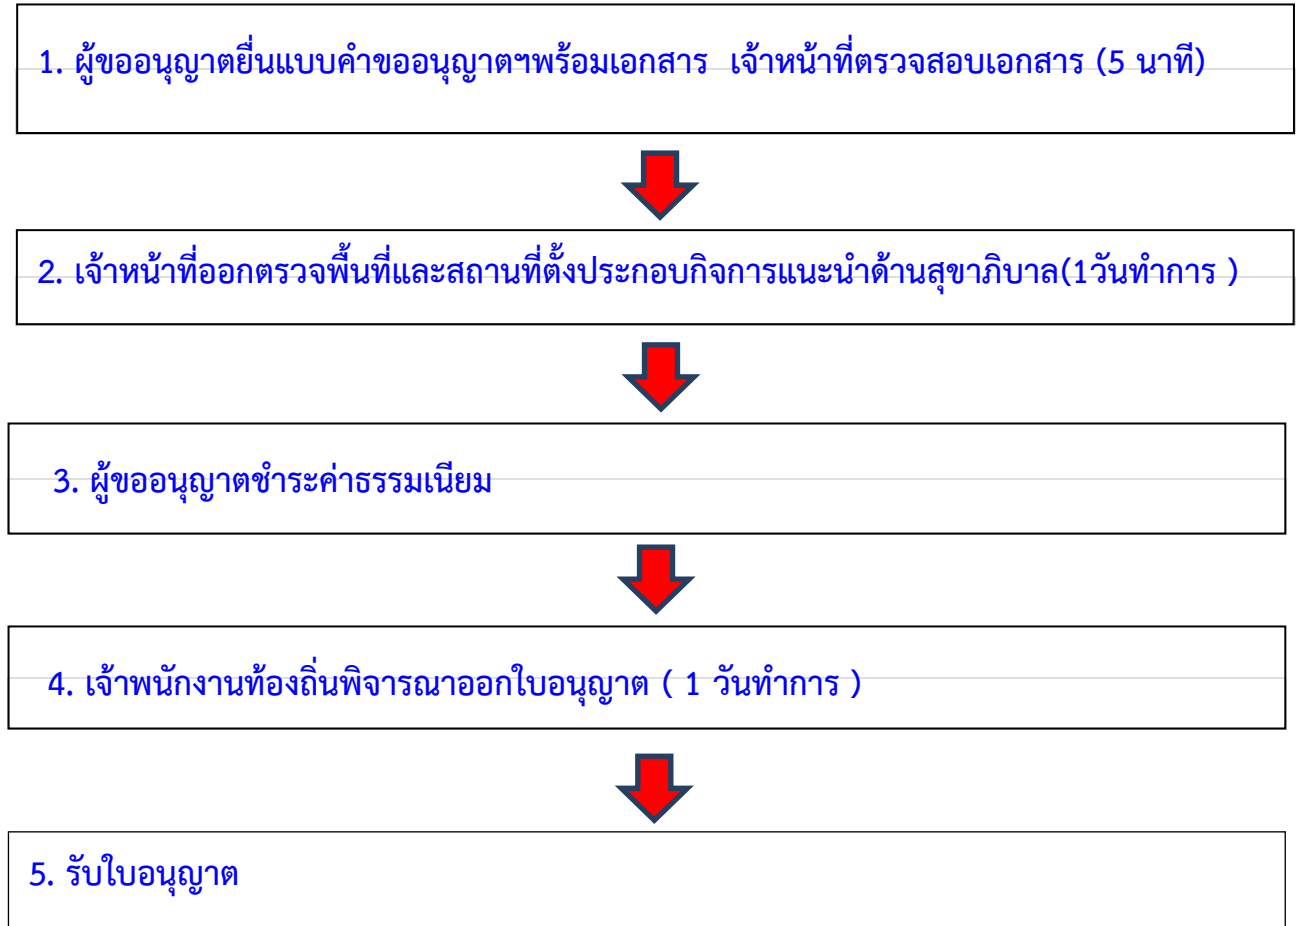 1. ผู้ขออนุญาตยื่นแบบคำขออนุญาตฯพร้อมเอกสาร เจ้าหน้าที่ตรวจสอบเอกสาร (5 นาที)
2. เจ้าหน้าที่ออกตรวจพื้นที่และสถานที่ตั้งประกอบกิจการแนะนำด้านสุขาภิบาล(1วันทำการ )
3. ผู้ขออนุญาตชำระค่าธรรมเนียม
4. เจ้าพนักงานท้องถิ่นพิจารณาออกใบอนุญาต ( 1 วันทำการ )
5. รับใบอนุญาต